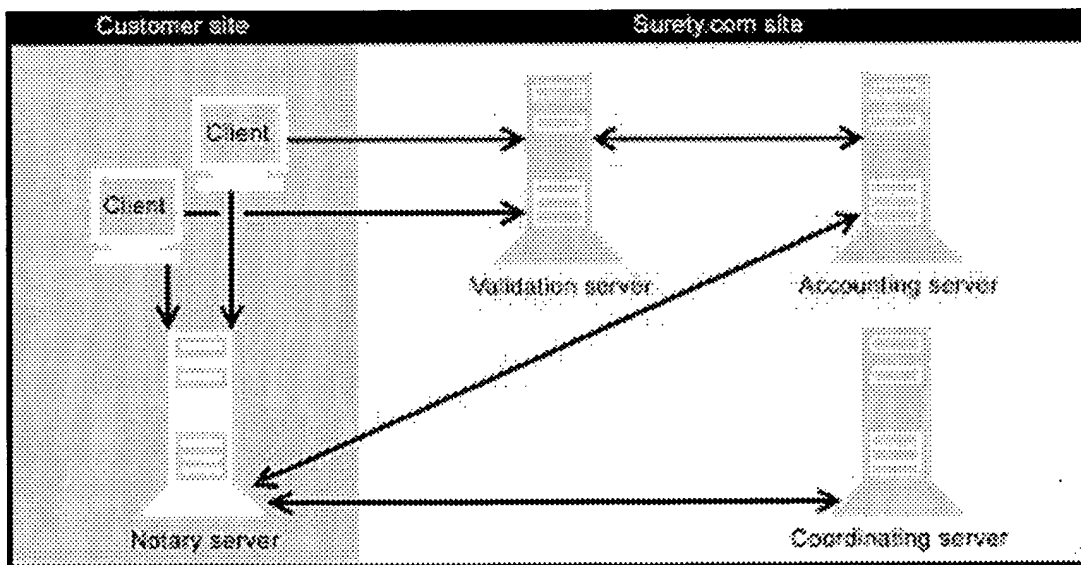 Customer site
Surety.com site
Client
Client
Validation server
Accounting server
Notary server
Coordinating server